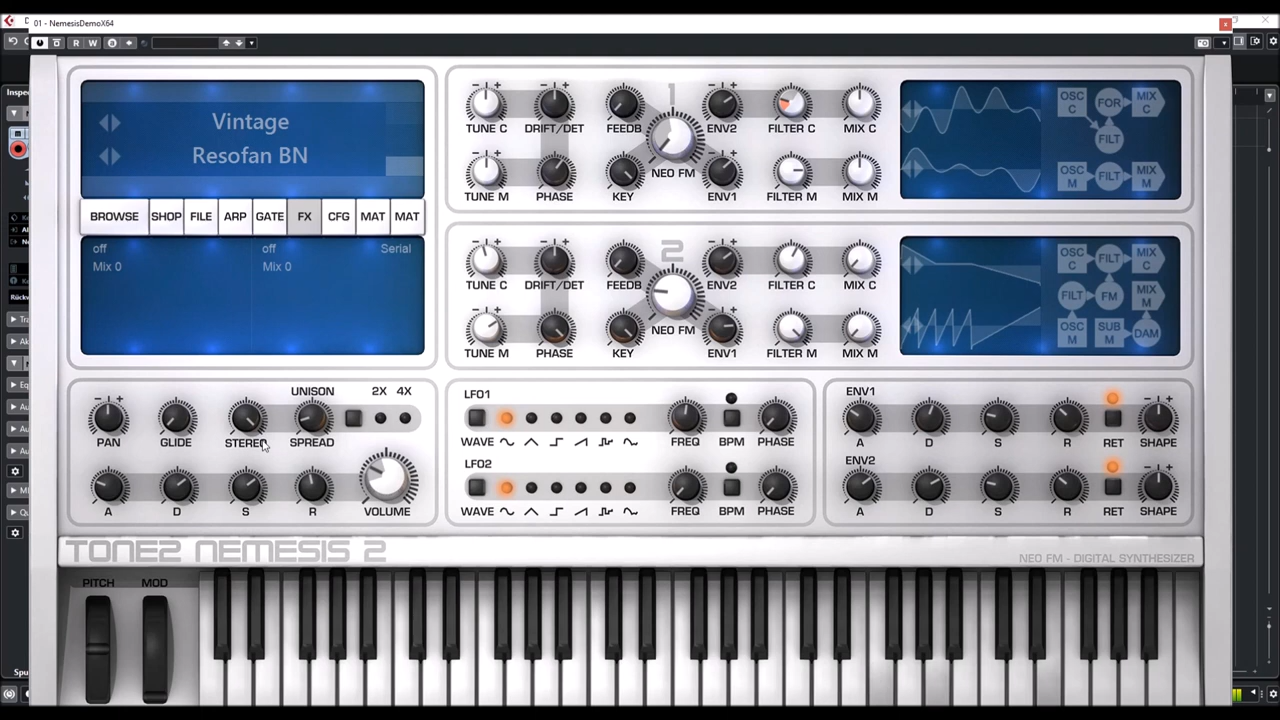 01 - NemesisDemoX64
R W
Inspe
Vintage
Resofan BN
BROWSE SHOP FILE ARP GATE FX CFG MAT MAT
off
Mix 0
off
Mix 0
Serial
1
TUNE C DRIFT/DET FEEDB ENV2 FILTER C MIX C
NEO FM
TUNE M PHASE KEY ENV1 FILTER M MIX M
OSC C FOR MIX C
FILT
OSC M FILT MIX M
2
TUNE C DRIFT/DET FEEDB ENV2 FILTER C MIX C
NEO FM
TUNE M PHASE KEY ENV1 FILTER M MIX M
OSC C FILT MIX C
FILT FM MIX M
OSC M SUB M DAM
UNISON 2X 4X
PAN GLIDE STEREO SPREAD
A D S R VOLUME
LFO1
WAVE FREQ BPM PHASE
LFO2
WAVE FREQ BPM PHASE
ENV1
A D S R RET SHAPE
ENV2
A D S R RET SHAPE
TONE2 NEMESIS 2
NEO FM - DIGITAL SYNTHESIZER
PITCH MOD